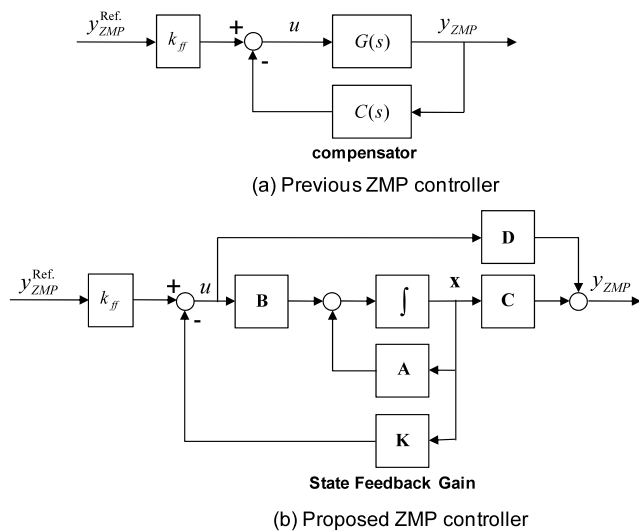 y_ZMP^Ref.
k_ff
+
-
u
G(s)
y_ZMP
C(s)
compensator
(a) Previous ZMP controller
D
y_ZMP^Ref.
k_ff
+
-
u
B
∫
x
C
y_ZMP
A
K
State Feedback Gain
(b) Proposed ZMP controller